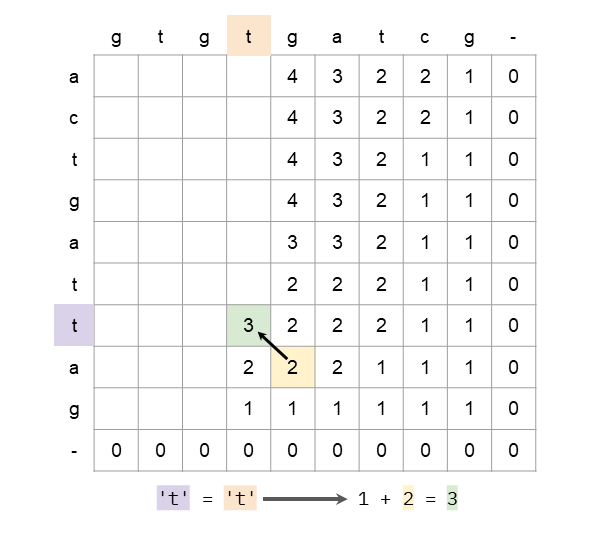 g t g t g a t c g -
a 4 3 2 2 1 0
c 4 3 2 2 1 0
t 4 3 2 1 1 0
g 4 3 2 1 1 0
a 3 3 2 1 1 0
t 2 2 2 1 1 0
t 3 2 2 2 1 1 0
a 2 2 2 1 1 1 0
g 1 1 1 1 1 1 0
- 0 0 0 0 0 0 0 0 0 0
't' = 't' 1 + 2 = 3